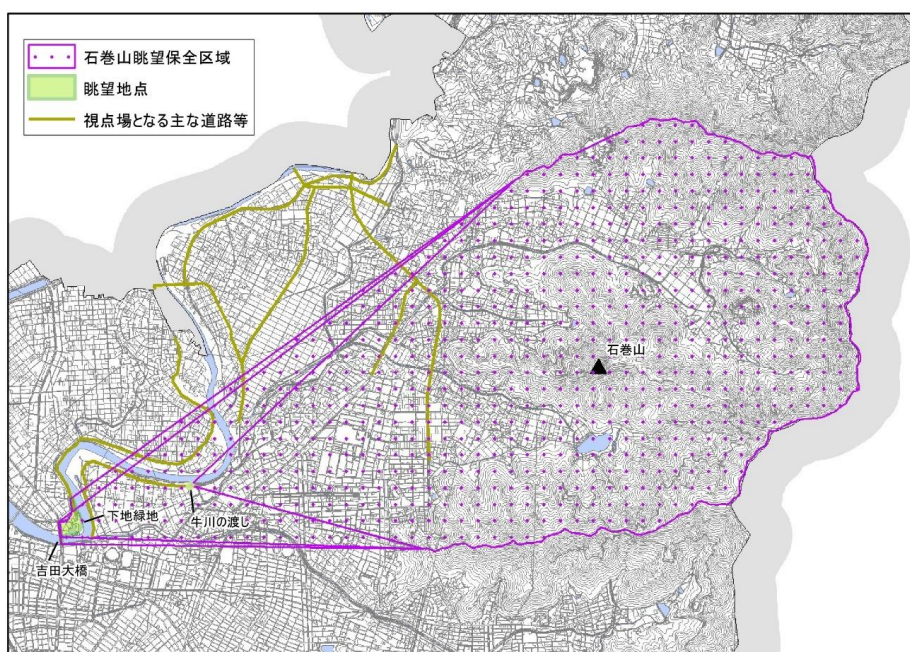 石巻山眺望保全区域
眺望地点
視点場となる主な道路等
石巻山
下地緑地
牛川の渡し
吉田大橋